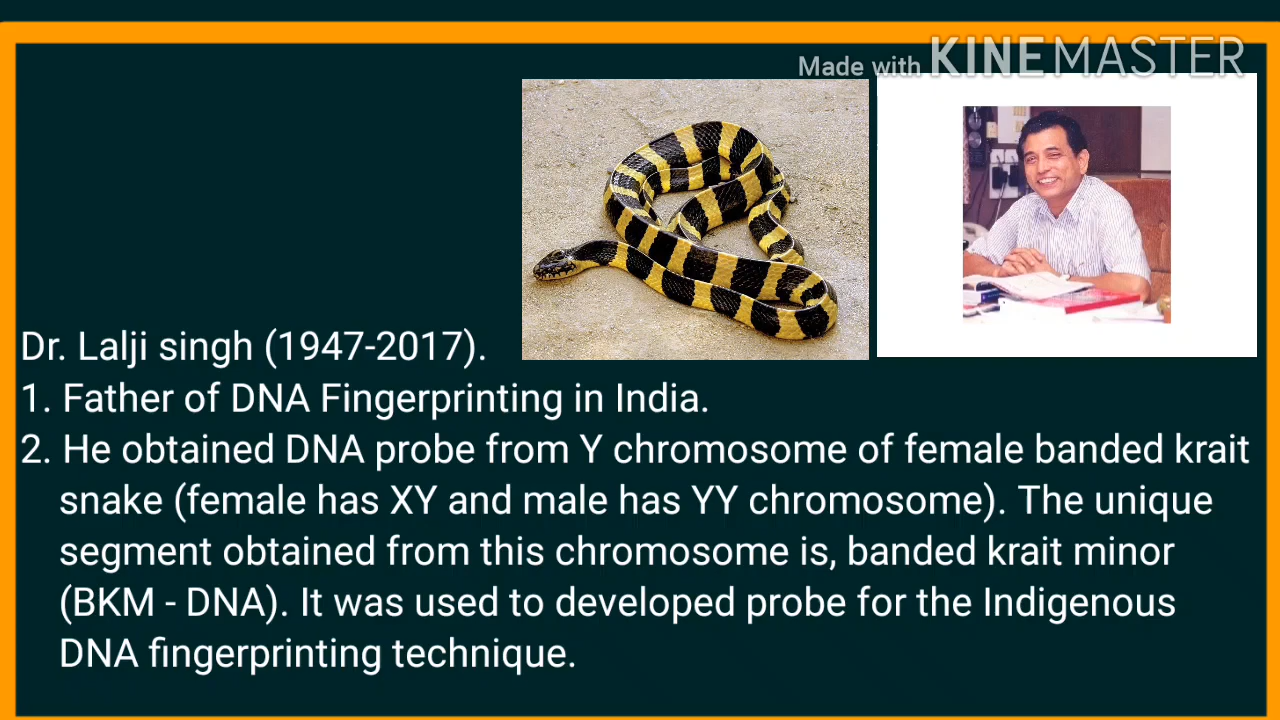 Made with KINEMASTER
Dr. Lalji singh (1947-2017).
1. Father of DNA Fingerprinting in India.
2. He obtained DNA probe from Y chromosome of female banded krait
snake (female has XY and male has YY chromosome). The unique
segment obtained from this chromosome is, banded krait minor
(BKM - DNA). It was used to developed probe for the Indigenous
DNA fingerprinting technique.